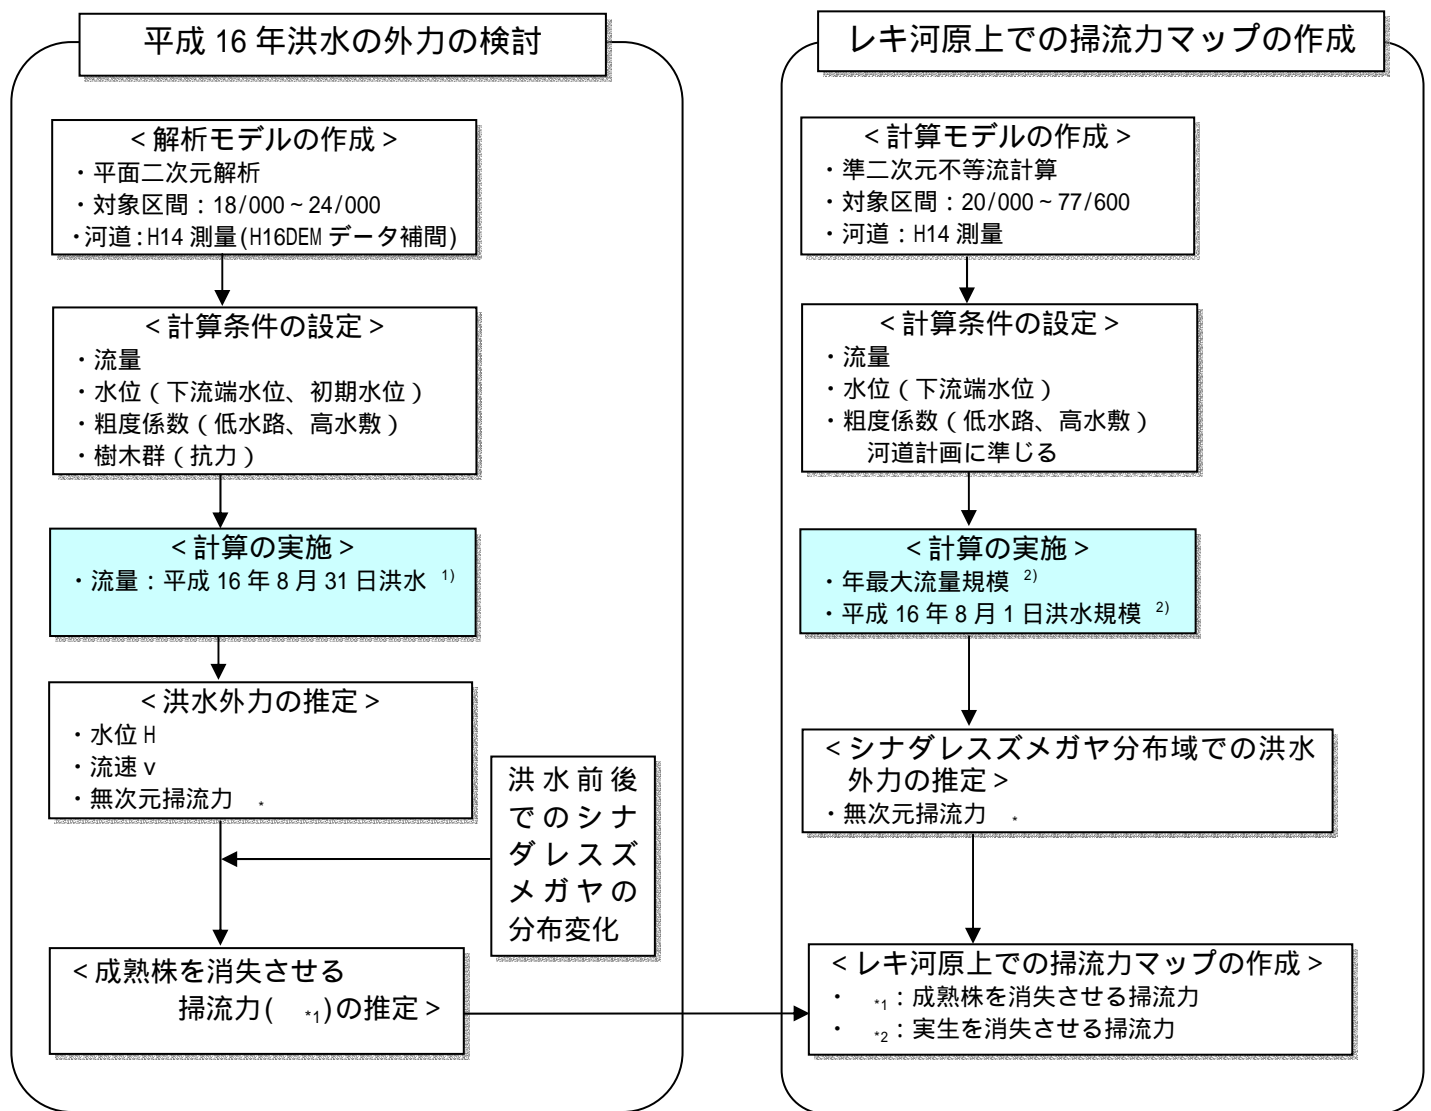 平成 16 年洪水の外力の検討
<解析モデルの作成>
・平面二次元解析
・対象区間:18/000~24/000
・河道:H14 測量(H16DEM データ補間)
<計算条件の設定>
・流量
・水位(下流端水位、初期水位)
・粗度係数(低水路、高水敷)
・樹木群(抗力)
<計算の実施>
・流量:平成 16 年 8 月 31 日洪水 1)
<洪水外力の推定>
・水位 H
・流速 v
・無次元掃流力 *
洪水前後
でのシナ
ダレスズ
メガヤの
分布変化
<成熟株を消失させる
掃流力( *1)の推定>
レキ河原上での掃流力マップの作成
<計算モデルの作成>
・準二次元不等流計算
・対象区間:20/000~77/600
・河道:H14 測量
<計算条件の設定>
・流量
・水位(下流端水位)
・粗度係数(低水路、高水敷)
河道計画に準じる
<計算の実施>
・年最大流量規模 2)
・平成 16 年 8 月 1 日洪水規模 2)
<シナダレスズメガヤ分布域での洪水
外力の推定>
・無次元掃流力 *
<レキ河原上での掃流力マップの作成>
・ *1:成熟株を消失させる掃流力
・ *2:実生を消失させる掃流力